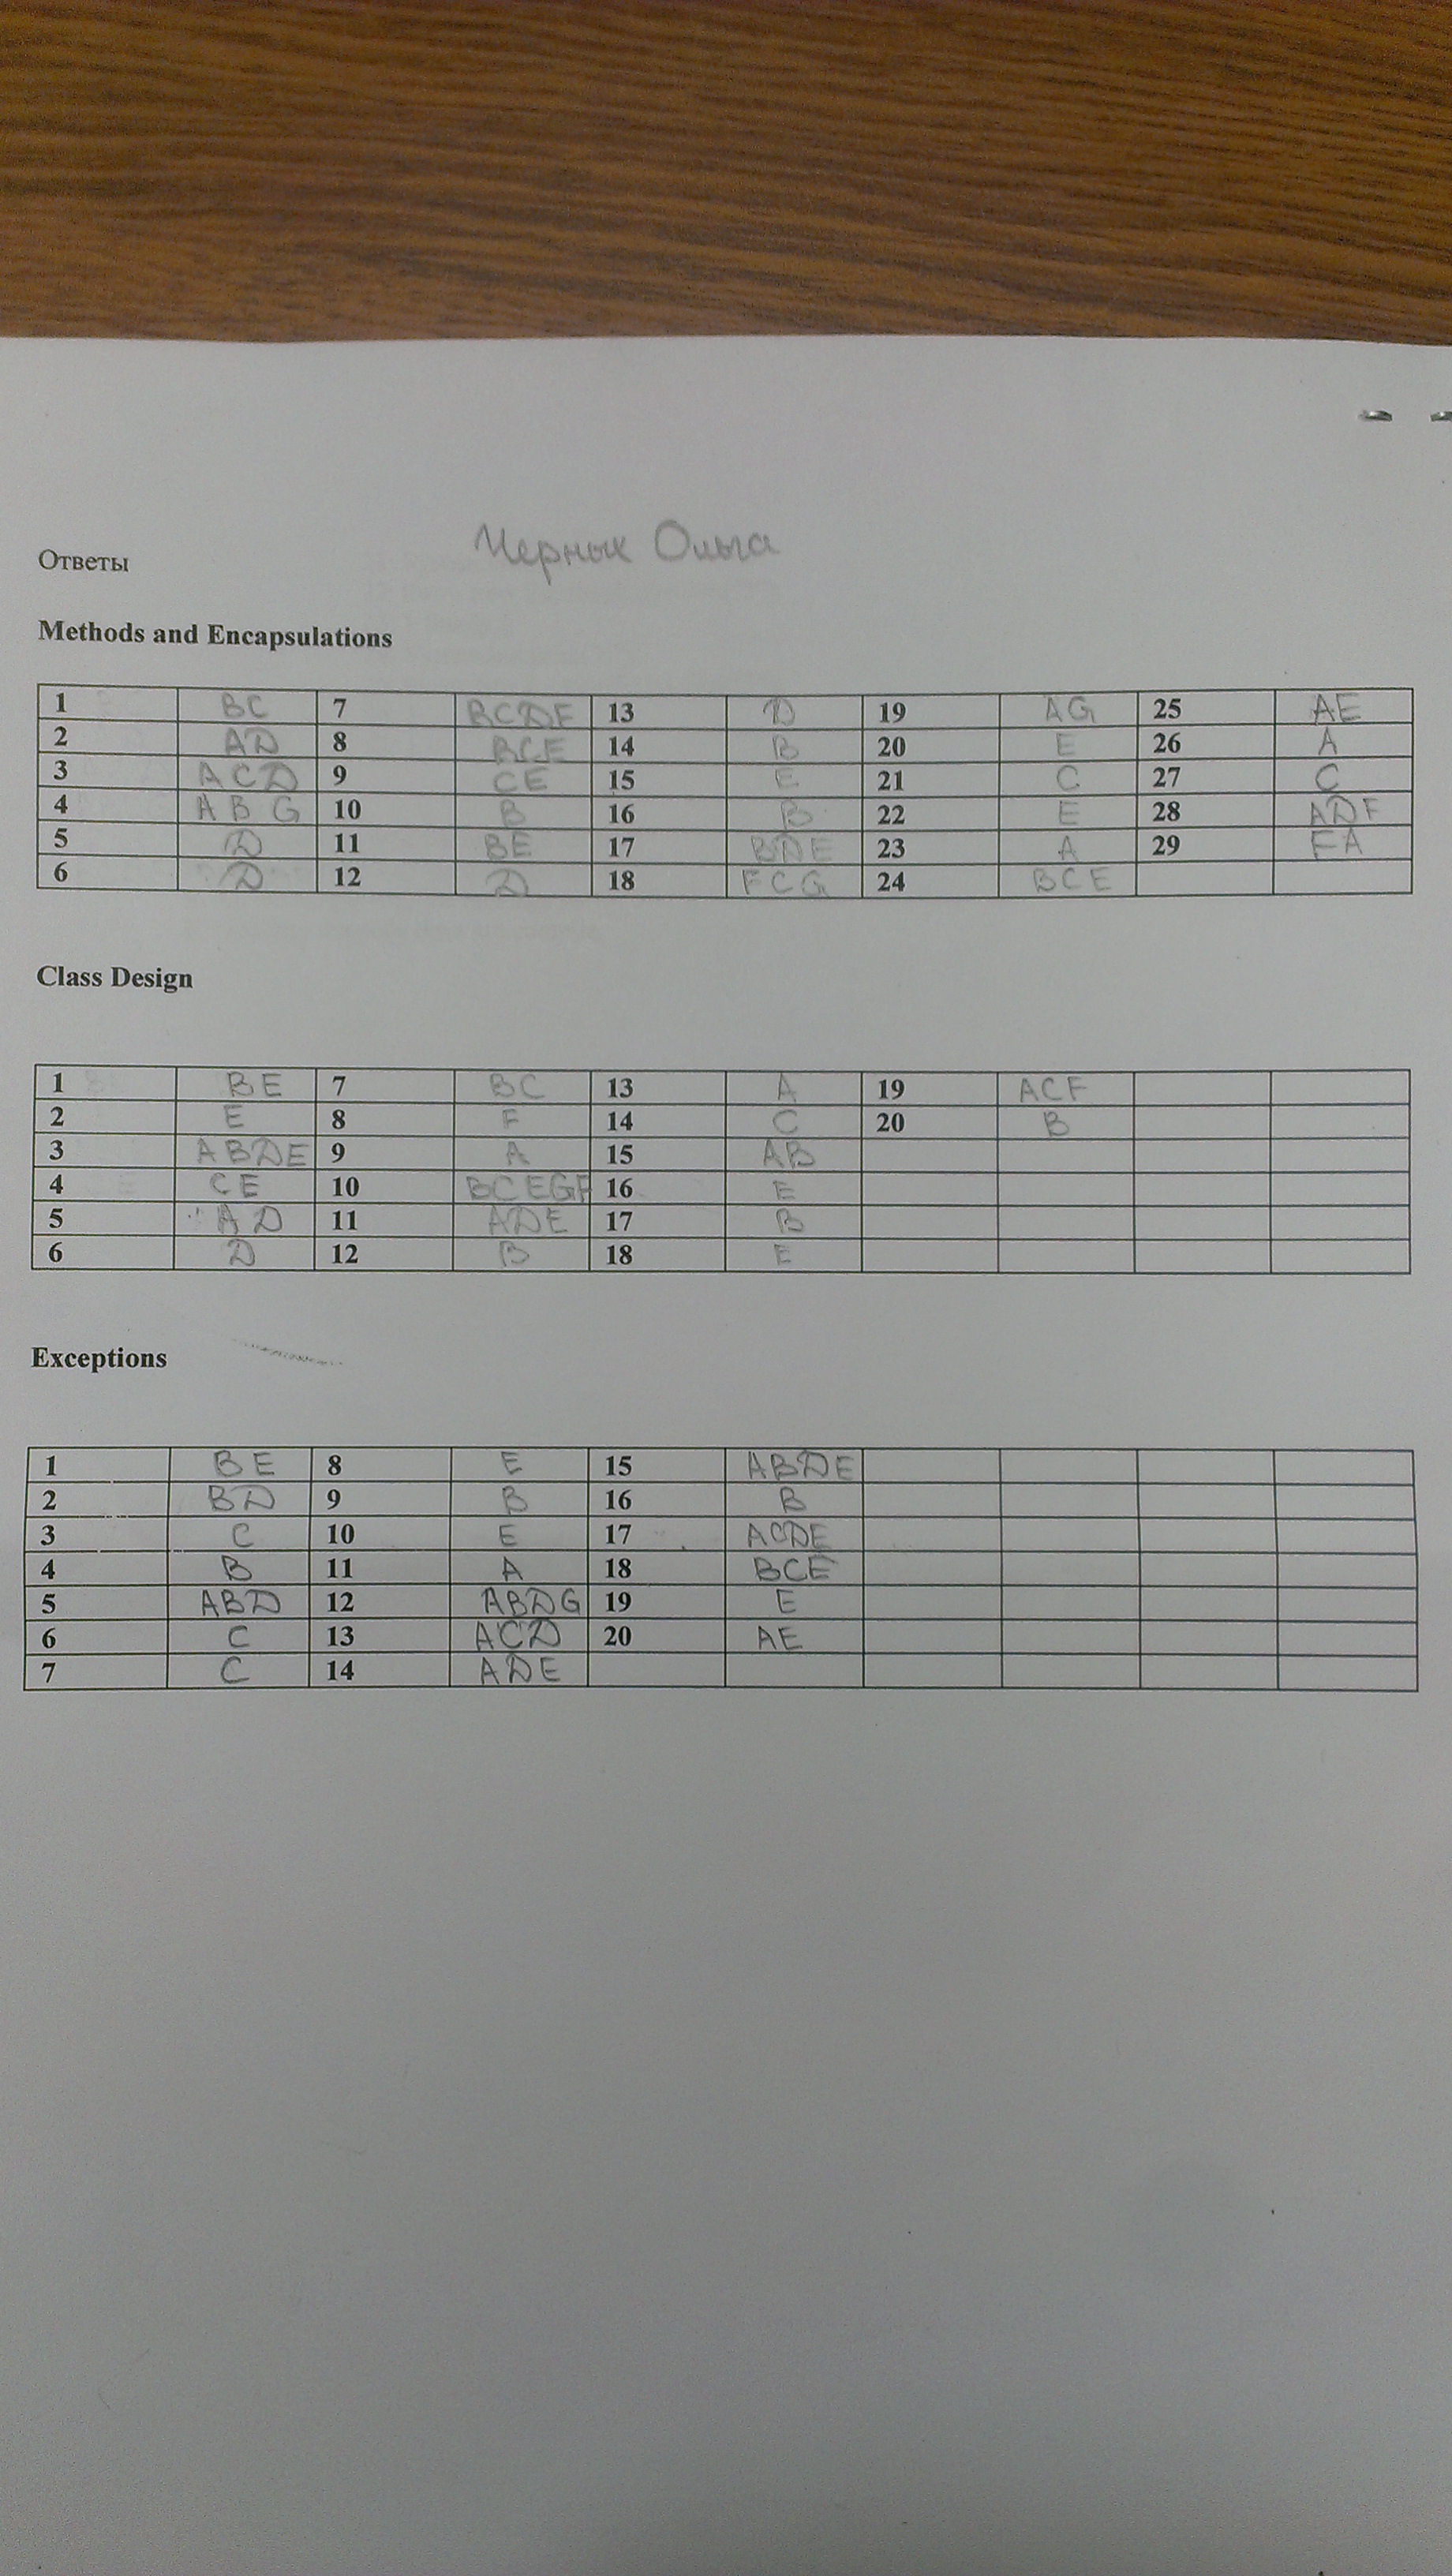 Ответы Черных Ольга
Methods and Encapsulations
1 BC 7 BCDE 13 D 19 AG 25 AE
2 AD 8 BCE 14 B 20 E 26 A
3 ACD 9 CE 15 E 21 C 27 C
4 ABG 10 B 16 B 22 E 28 ADF
5 D 11 BE 17 BDE 23 A 29 FA
6 D 12 D 18 FCG 24 BCE
Class Design
1 BE 7 BC 13 A 19 ACF
2 E 8 F 14 C 20 B
3 ABDE 9 A 15 AB
4 CE 10 BCEGF 16 E
5 AD 11 ADE 17 B
6 D 12 B 18 E
Exceptions
1 BE 8 E 15 ABDE
2 BD 9 B 16 B
3 C 10 E 17 ACDE
4 B 11 A 18 BCE
5 ABD 12 ABDG 19 E
6 C 13 ACD 20 AE
7 C 14 ADE